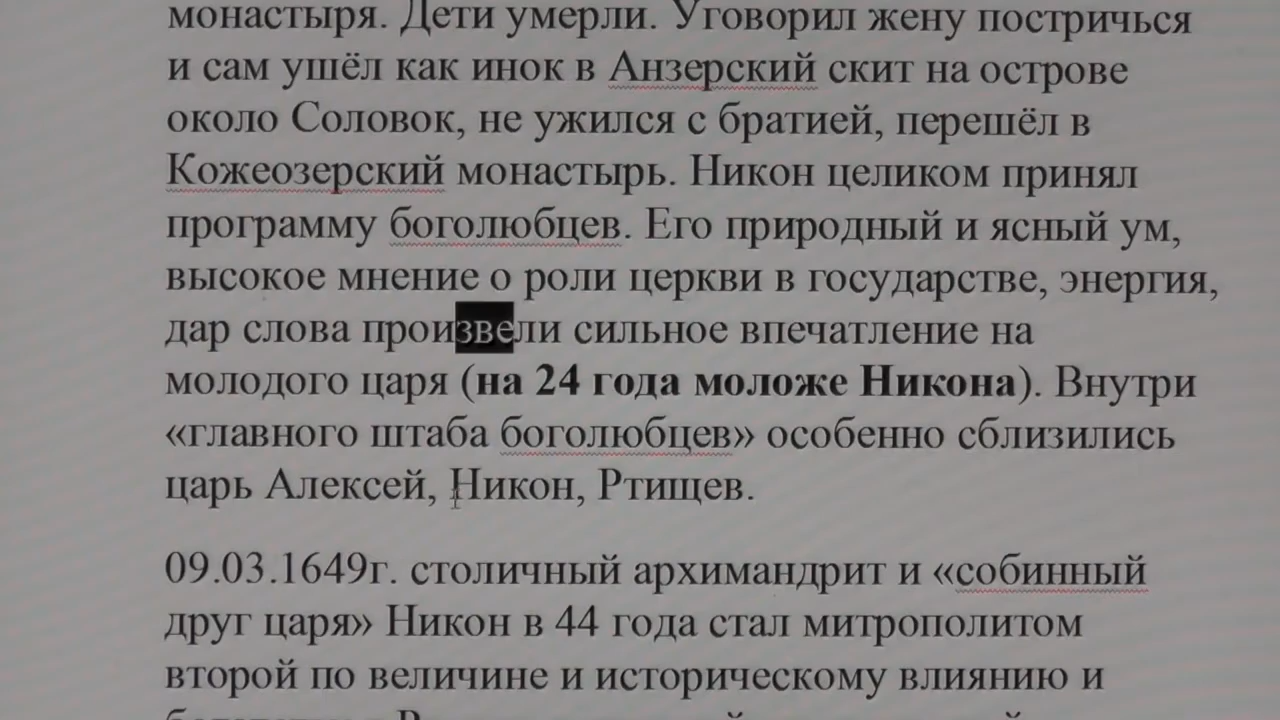 монастыря. Дети умерли. Уговорил жену постричься
и сам ушёл как инок в Анзерский скит на острове
около Соловок, не ужился с братией, перешёл в
Кожеозерский монастырь. Никон целиком принял
программу боголюбцев. Его природный и ясный ум,
высокое мнение о роли церкви в государстве, энергия,
дар слова произвели сильное впечатление на
молодого царя (на 24 года моложе Никона). Внутри
«главного штаба боголюбцев» особенно сблизились
царь Алексей, Никон, Ртищев.
09.03.1649г. столичный архимандрит и «собинный
друг царя» Никон в 44 года стал митрополитом
второй по величине и историческому влиянию и